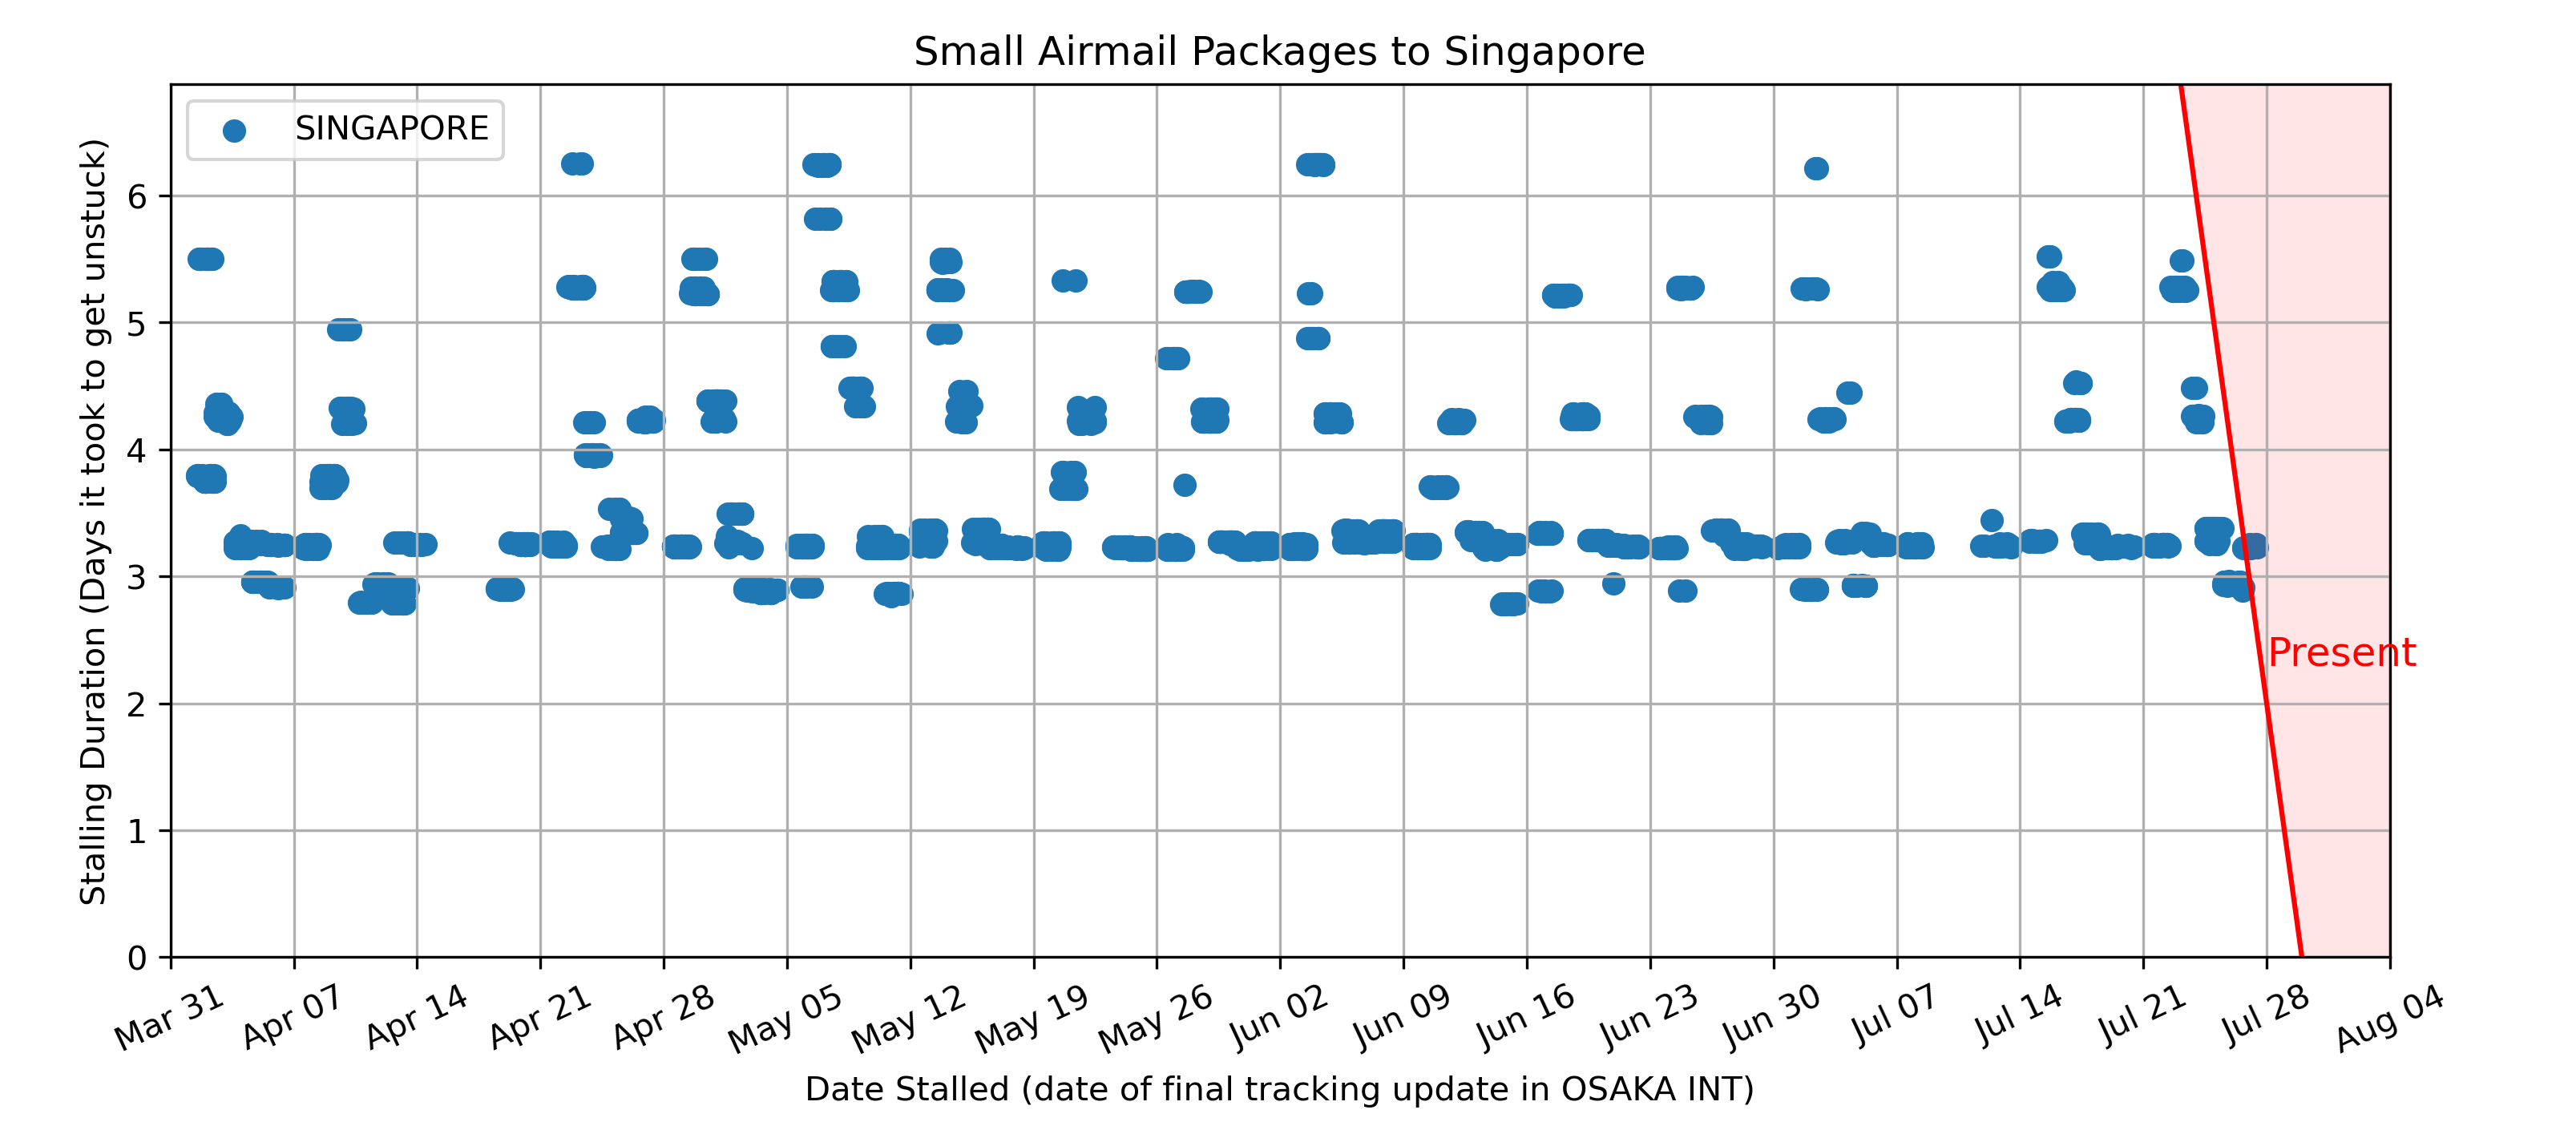 Small Airmail Packages to Singapore
SINGAPORE
Stalling Duration (Days it took to get unstuck)
6
5
4
3
2
1
0
Present
Mar 31
Apr 07
Apr 14
Apr 21
Apr 28
May 05
May 12
May 19
May 26
Jun 02
Jun 09
Jun 16
Jun 23
Jun 30
Jul 07
Jul 14
Jul 21
Jul 28
Aug 04
Date Stalled (date of final tracking update in OSAKA INT)